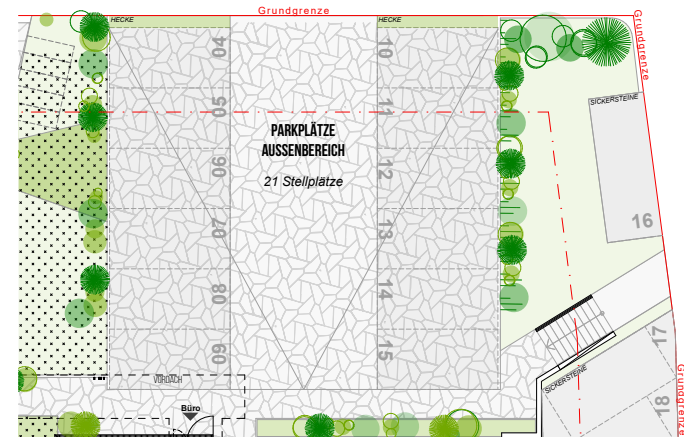 Grundgrenze
HECKE
HECKE
Grundgrenze
04
10
05
11
SICKERSTEINE
PARKPLÄTZE
AUSSENBEREICH
21 Stellplätze
06
12
07
13
16
08
14
09
15
17
SICKERSTEINE
VORDACH
Büro
18
Grundgrenze